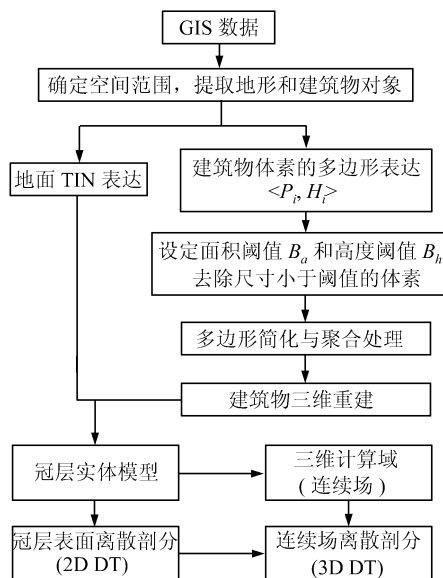 GIS 数据
确定空间范围，提取地形和建筑物对象
地面 TIN 表达
建筑物体素的多边形表达
<Pi, Hi>
设定面积阈值 Ba 和高度阈值 Bh
去除尺寸小于阈值的体素
多边形简化与聚合处理
建筑物三维重建
冠层实体模型
三维计算域
( 连续场 )
冠层表面离散剖分
(2D DT)
连续场离散剖分
(3D DT)